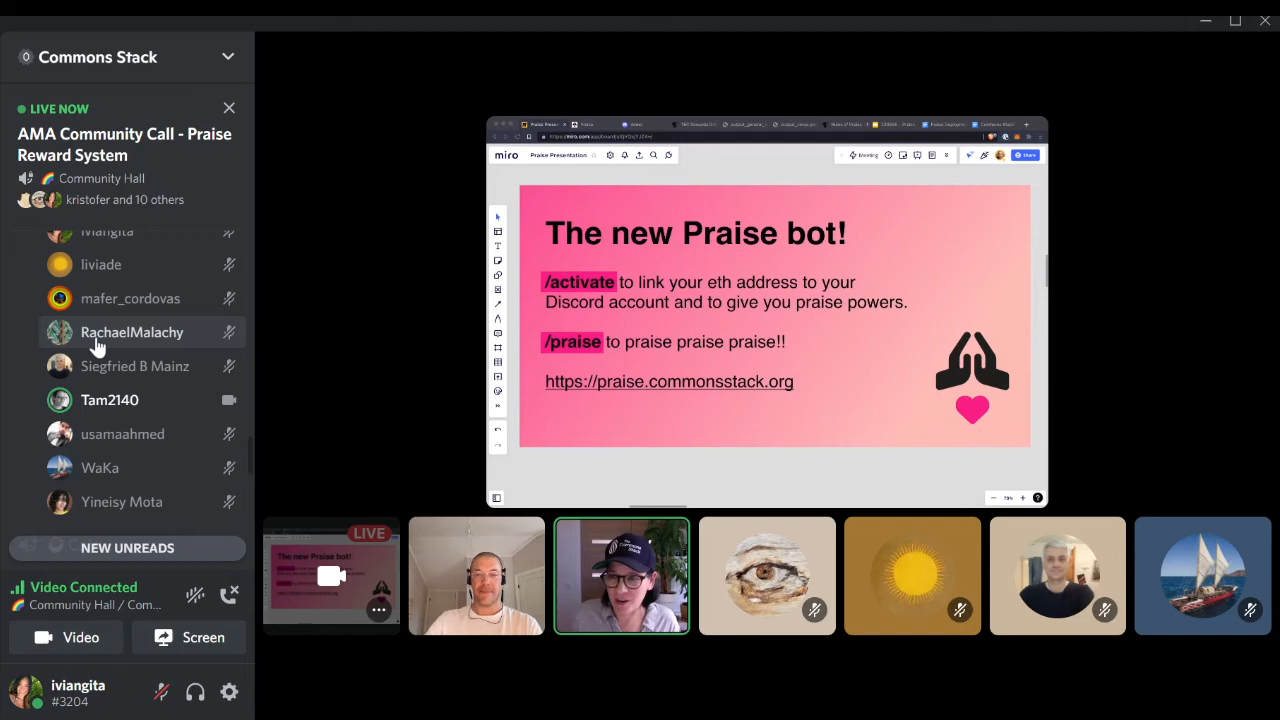 Commons Stack
LIVE NOW
AMA Community Call - Praise
Reward System
Community Hall
kristofer and 10 others
iviangita
liviade
mafer_cordovas
RachaelMalachy
Siegfried B Mainz
Tam2140
usamaahmed
WaKa
Yineisy Mota
NEW UNREADS
Video Connected
Community Hall / Com...
Video
Screen
iviangita
#3204
miro
Praise Presentation
Meeting
Share
The new Praise bot!
/activate to link your eth address to your
Discord account and to give you praise powers.
/praise to praise praise praise!!
https://praise.commonsstack.org
LIVE
The new Praise bot!